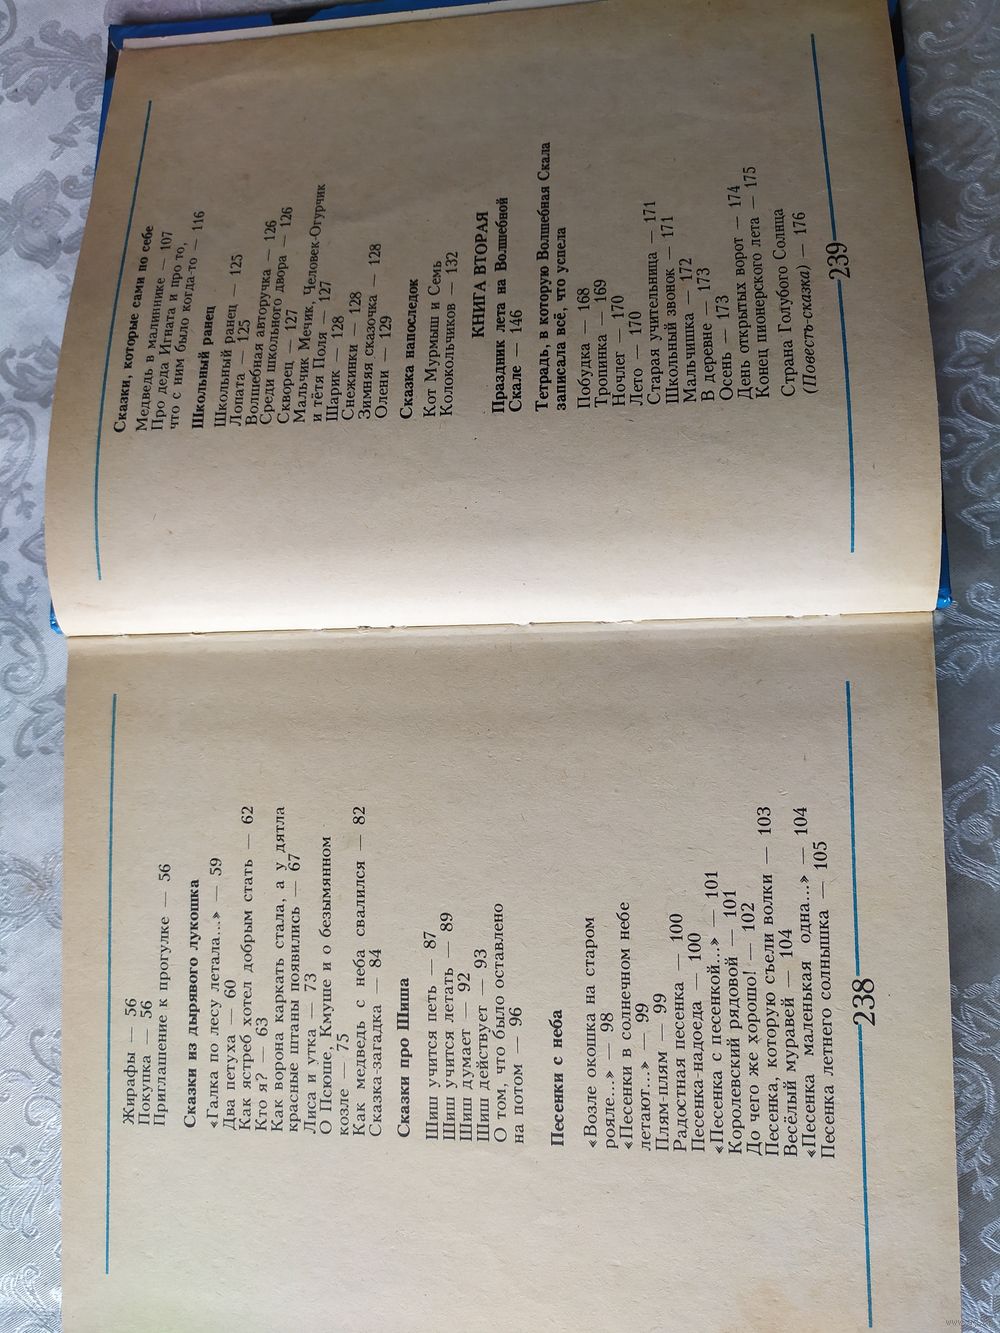 Жирафы — 56
Покупка — 56
Приглашение к прогулке — 56
Сказки из дырявого лукошка
«Галка по лесу летала...» — 59
Два петуха — 60
Как ястреб хотел добрым стать — 62
Кто я? — 63
Как ворона каркать стала, а у дятла
красные штаны появились — 67
Лиса и утка — 73
О Псюше, Кмуше и о безымянном
козле — 75
Как медведь с неба свалился — 82
Сказка-загадка — 84
Сказки про Шиша
Шиш учится петь — 87
Шиш учится летать — 89
Шиш думает — 92
Шиш действует — 93
О том, что было оставлено
на потом — 96
Песенки с неба
«Возле окошка на старом
рояле...» — 98
«Песенки в солнечном небе
летают...» — 99
Плям-плям — 99
Радостная песенка — 100
Песенка-надоеда — 100
«Песенка с песенкой...» — 101
Королевский рядовой — 101
До чего же хорошо! — 102
Песенка, которую съели волки — 103
Весёлый муравей — 104
«Песенка маленькая одна...» — 104
Песенка летнего солнышка — 105
238
Сказки, которые сами по себе
Медведь в малиннике — 107
Про деда Игната и про то,
что с ним было когда-то — 116
Школьный ранец
Школьный ранец — 125
Лопата — 125
Волшебная авторучка — 126
Среди школьного двора — 126
Скворец — 127
Мальчик Мечик, Человек-Огурчик
и тётя Поля — 127
Шарик — 128
Снежинки — 128
Зимняя сказочка — 128
Олени — 129
Сказка напоследок
Кот Мурмыш и Семь
Колокольчиков — 132
КНИГА ВТОРАЯ
Праздник лета на Волшебной
Скале — 146
Тетрадь, в которую Волшебная Скала
записала всё, что успела
Побудка — 168
Тропинка — 169
Ночлег — 170
Лето — 170
Старая учительница — 171
Школьный звонок — 171
Мальчишка — 172
В деревне — 173
Осень — 173
День открытых ворот — 174
Конец пионерского лета — 175
Страна Голубого Солнца
(Повесть-сказка) — 176
239